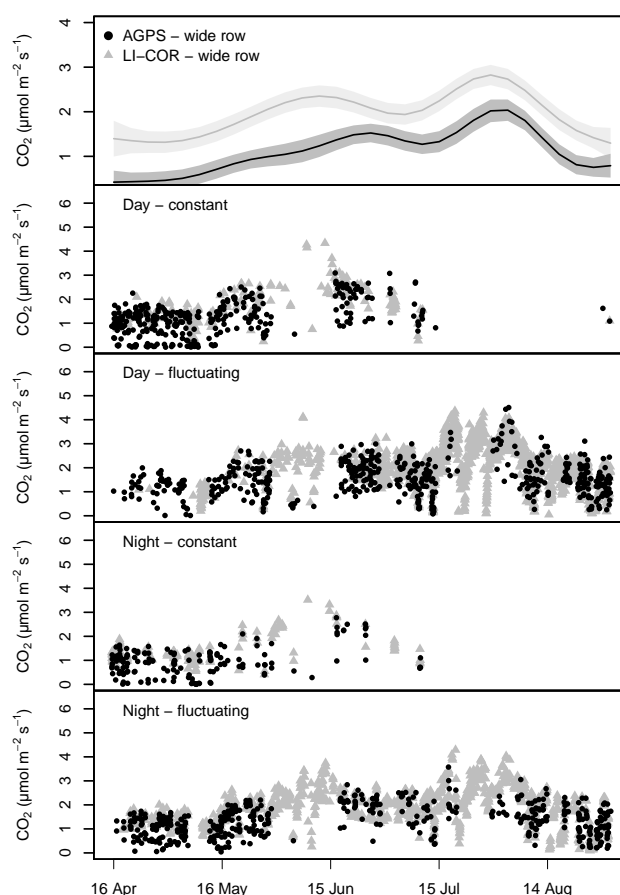 AGPS − wide row
LI−COR − wide row
CO₂ (μmol m⁻² s⁻¹)
4
3
2
1
Day − constant
CO₂ (μmol m⁻² s⁻¹)
6
5
4
3
2
1
0
Day − fluctuating
CO₂ (μmol m⁻² s⁻¹)
6
5
4
3
2
1
0
Night − constant
CO₂ (μmol m⁻² s⁻¹)
6
5
4
3
2
1
0
Night − fluctuating
CO₂ (μmol m⁻² s⁻¹)
6
5
4
3
2
1
0
16 Apr 16 May 15 Jun 15 Jul 14 Aug